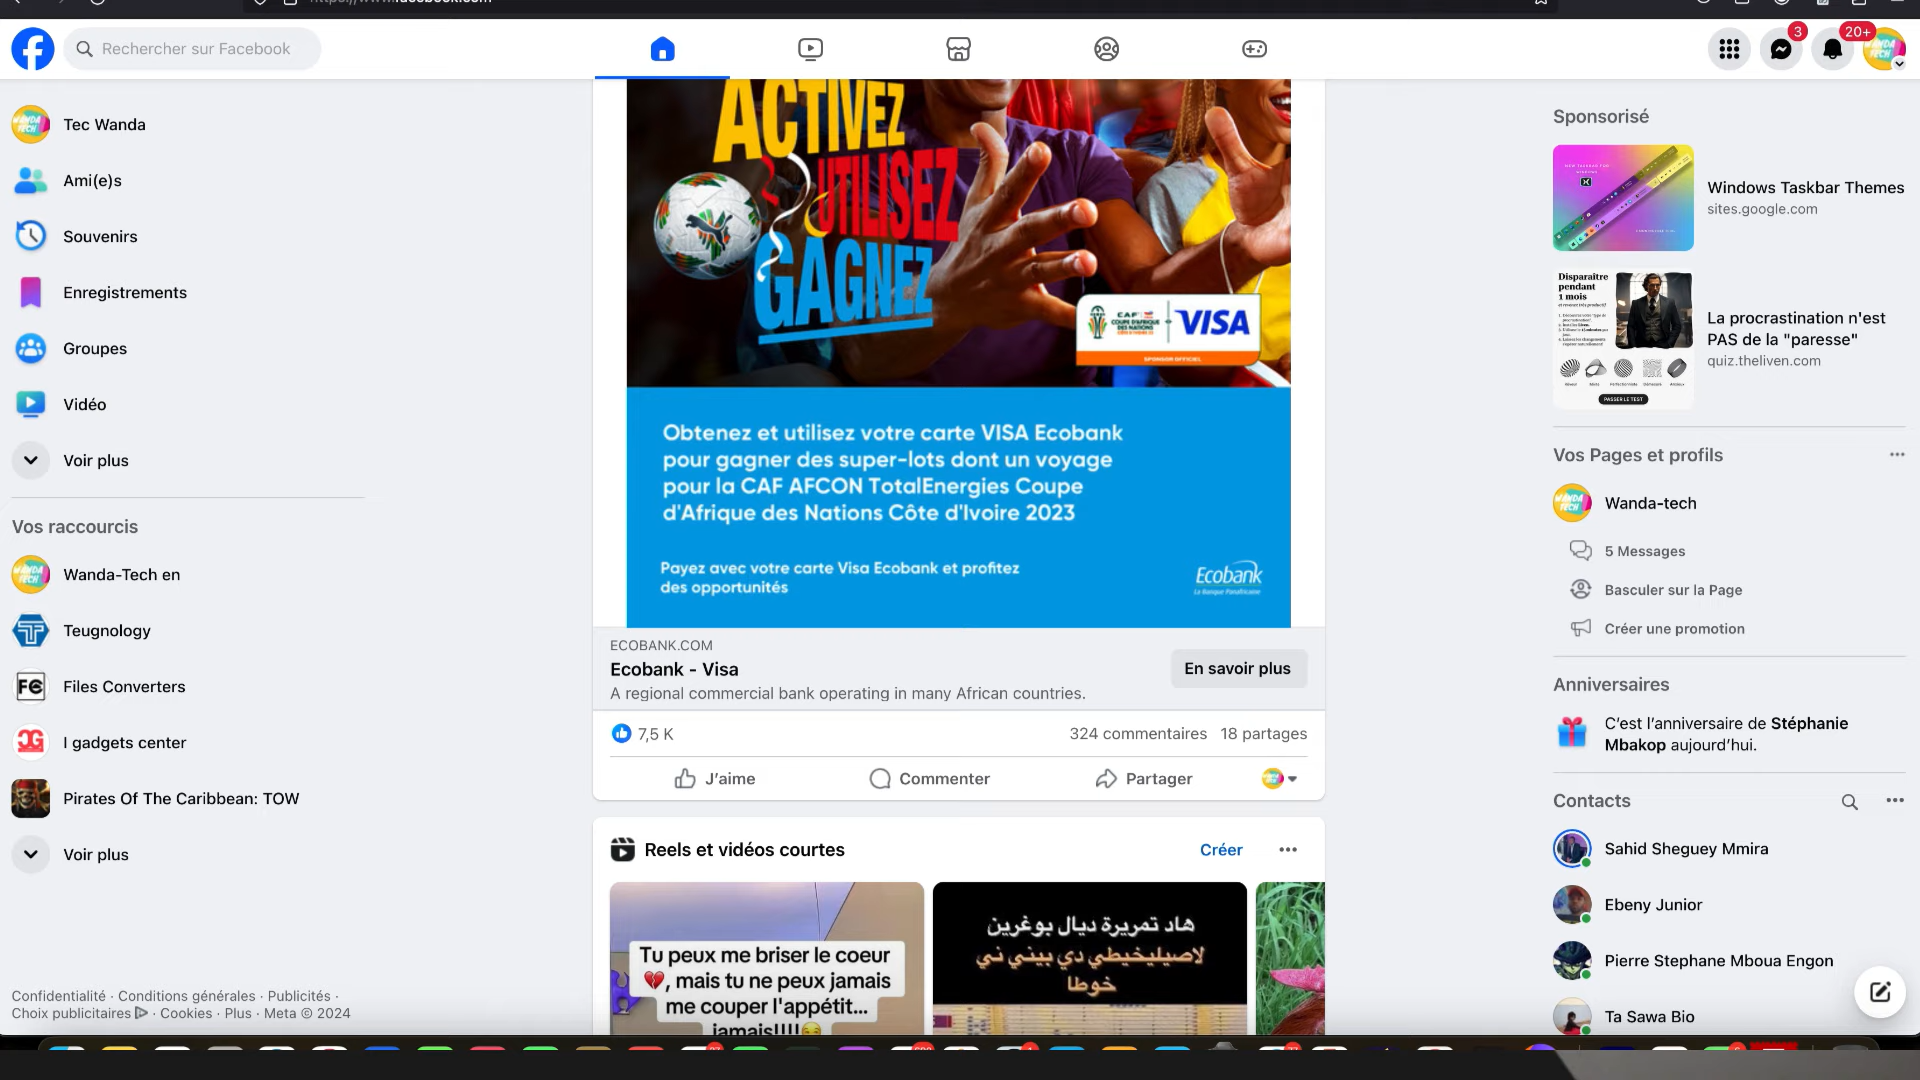 Rechercher sur Facebook
3
20+
Tec Wanda
Ami(e)s
Souvenirs
Enregistrements
Groupes
Vidéo
Voir plus
Vos raccourcis
Wanda-Tech en
Teugnology
Files Converters
I gadgets center
Pirates Of The Caribbean: TOW
Voir plus
Confidentialité · Conditions générales · Publicités ·
Choix publicitaires · Cookies · Plus · Meta © 2024
ACTIVEZ
UTILISEZ
GAGNEZ
CAF
COUPE D'AFRIQUE
DES NATIONS
VISA
SPONSOR OFFICIEL
Obtenez et utilisez votre carte VISA Ecobank
pour gagner des super-lots dont un voyage
pour la CAF AFCON TotalEnergies Coupe
d'Afrique des Nations Côte d'Ivoire 2023
Payez avec votre carte Visa Ecobank et profitez
des opportunités
Ecobank
La Banque Panafricaine
ECOBANK.COM
Ecobank - Visa
A regional commercial bank operating in many African countries.
En savoir plus
7,5 K
324 commentaires 18 partages
J’aime
Commenter
Partager
Reels et vidéos courtes
Créer
Tu peux me briser le coeur
💔, mais tu ne peux jamais
me couper l'appétit...
jamais!!!!😏
هاد تمريرة ديال بوغرين
لاصيليخيطي دي بيني ني
خوطا
Sponsorisé
Windows Taskbar Themes
sites.google.com
Disparaître
pendant
1 mois
PASSER LE TEST
La procrastination n'est
PAS de la "paresse"
quiz.theliven.com
Vos Pages et profils
Wanda-tech
5 Messages
Basculer sur la Page
Créer une promotion
Anniversaires
C’est l’anniversaire de Stéphanie
Mbakop aujourd’hui.
Contacts
Sahid Sheguey Mmira
Ebeny Junior
Pierre Stephane Mboua Engon
Ta Sawa Bio